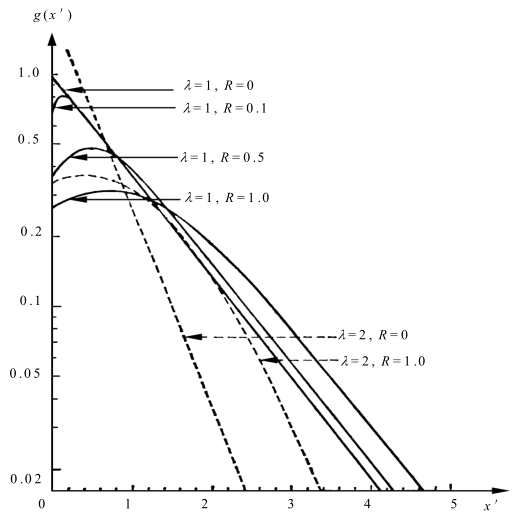 g(x′)
1.0
λ=1, R=0
λ=1, R=0.1
0.5
λ=1, R=0.5
λ=1, R=1.0
0.2
0.1
λ=2, R=0
λ=2, R=1.0
0.05
0.02
0 1 2 3 4 5 x′